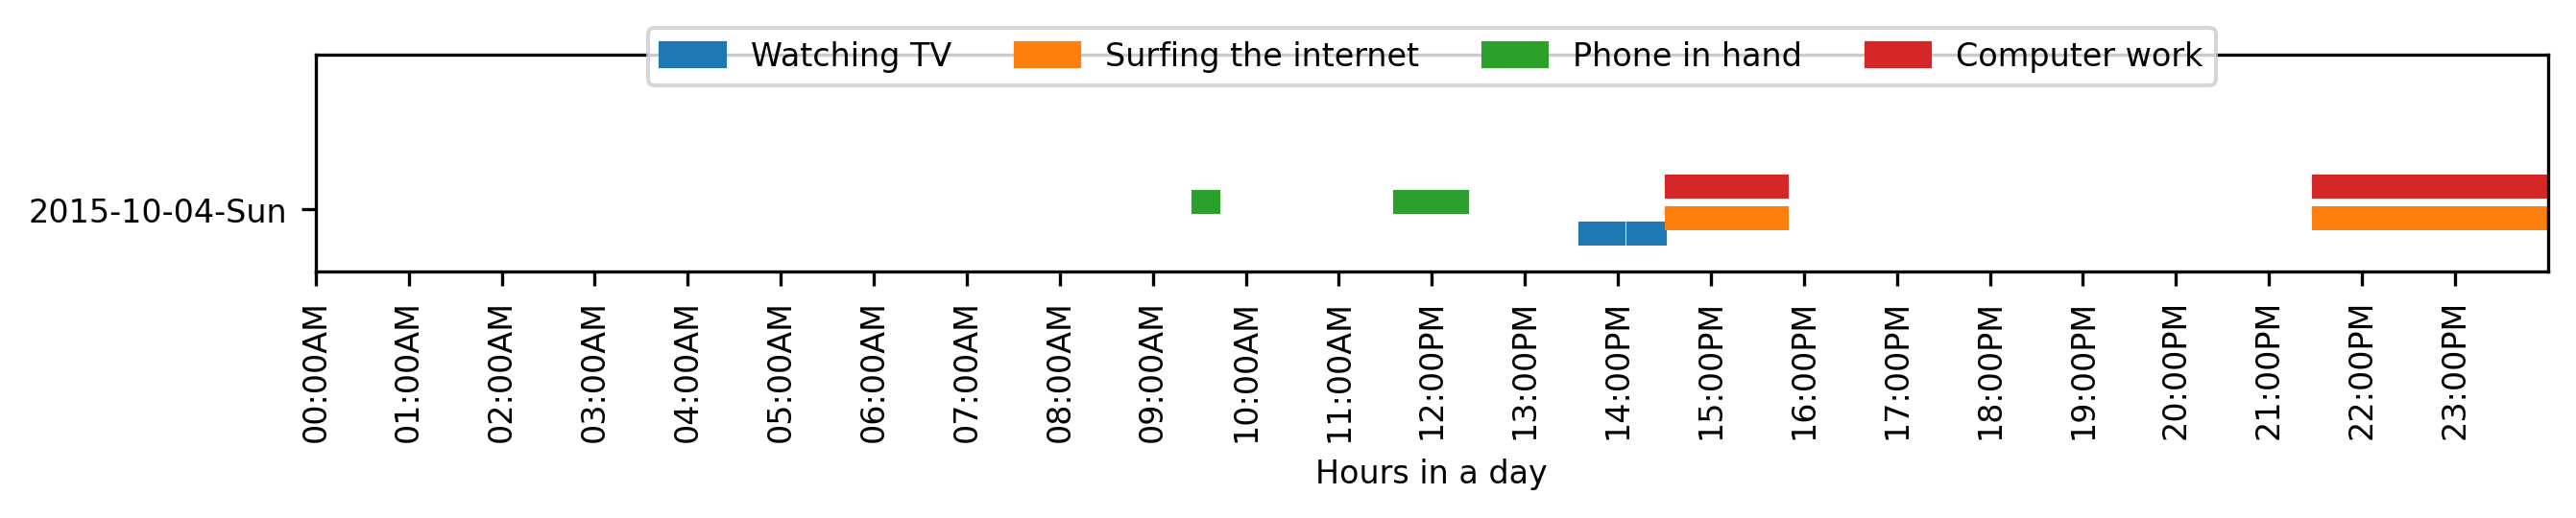 Watching TV Surfing the internet Phone in hand Computer work
2015-10-04-Sun
00:00AM 01:00AM 02:00AM 03:00AM 04:00AM 05:00AM 06:00AM 07:00AM 08:00AM 09:00AM 10:00AM 11:00AM 12:00PM 13:00PM 14:00PM 15:00PM 16:00PM 17:00PM 18:00PM 19:00PM 20:00PM 21:00PM 22:00PM 23:00PM
Hours in a day